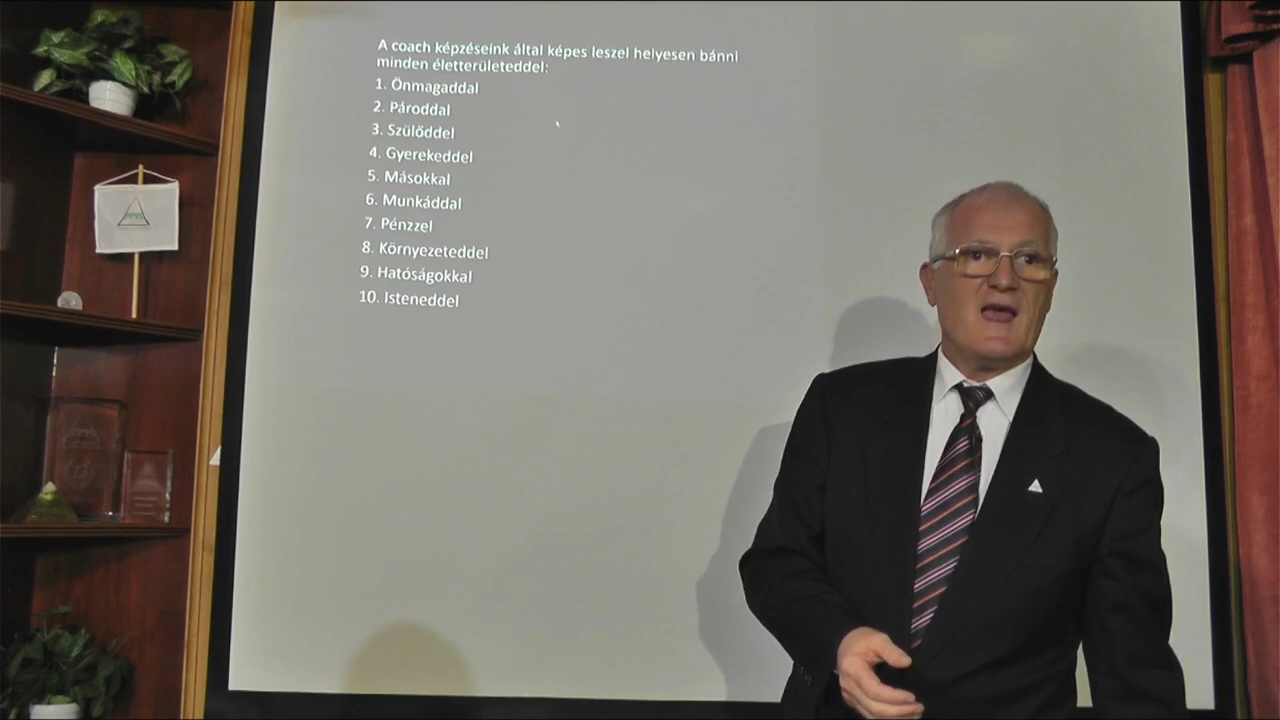 A coach képzéseink által képes leszel helyesen bánni
minden életterületeddel:
1. Önmagaddal
2. Pároddal
3. Szülőddel
4. Gyerekeddel
5. Másokkal
6. Munkáddal
7. Pénzzel
8. Környezeteddel
9. Hatóságokkal
10. Isteneddel